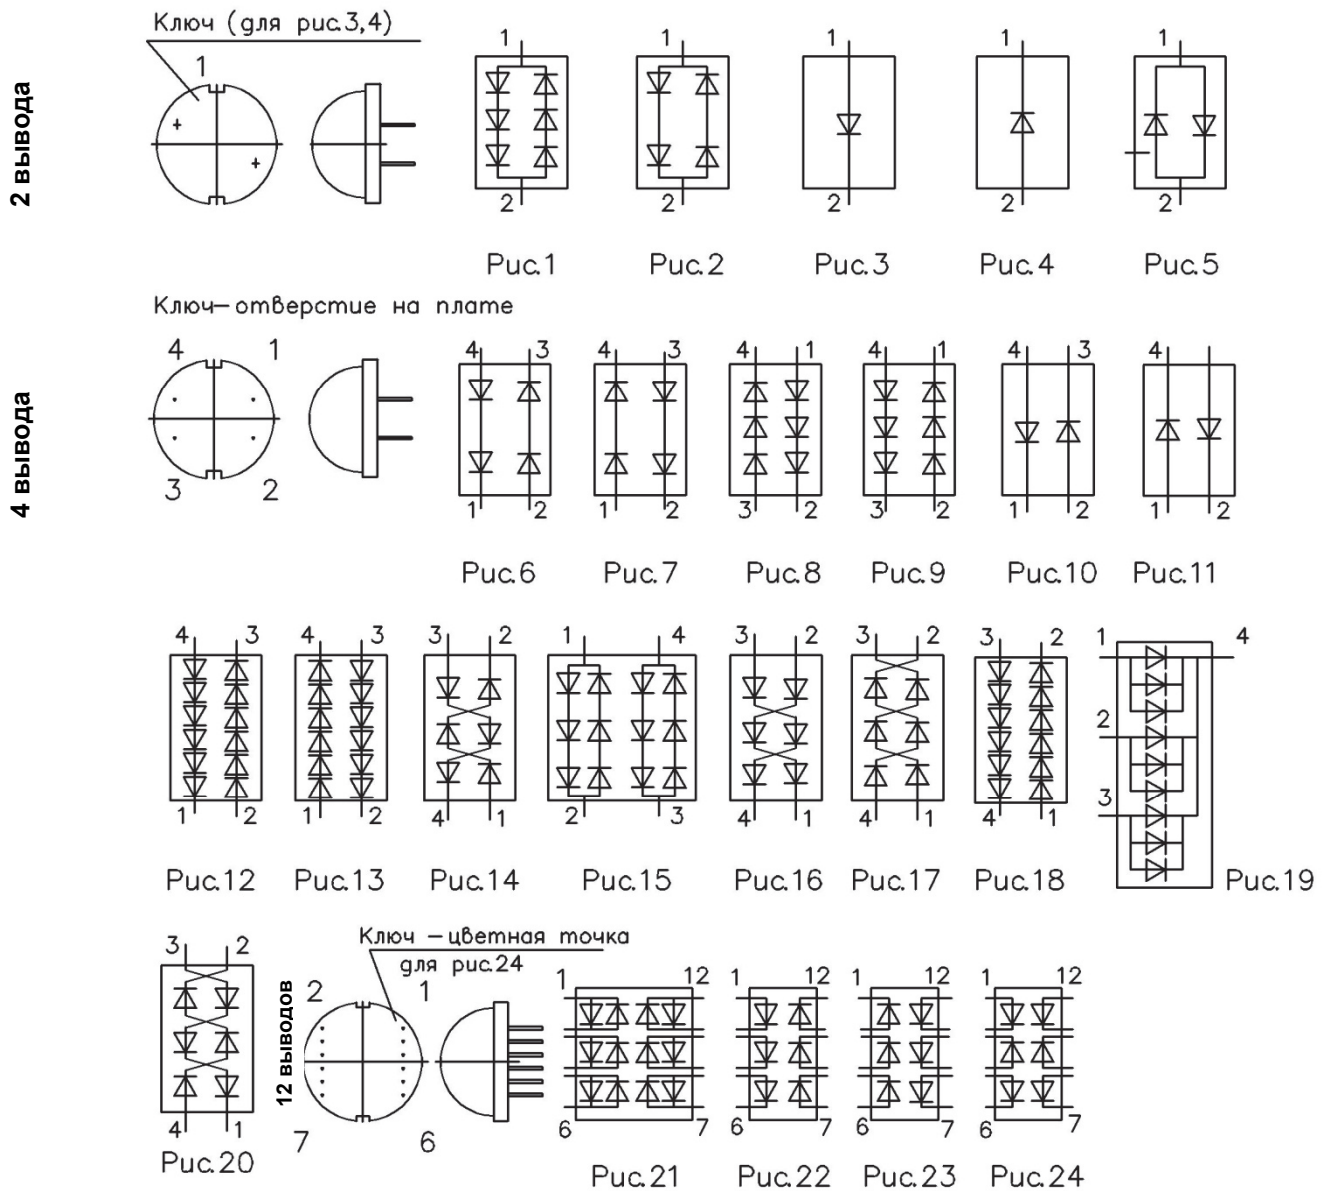 Ключ (для рис.3,4)
2 вывода
1
+
+
1 1 1 1 1
2 2 2 2 2
Рис.1 Рис.2 Рис.3 Рис.4 Рис.5
Ключ—отверстие на плате
4 вывода
4 1
3 2
4 3 4 3 4 1 4 1 4 3 4
1 2 1 2 3 2 3 2 1 2 1 2
Рис.6 Рис.7 Рис.8 Рис.9 Рис.10 Рис.11
4 3 4 3 3 2 1 4 3 2 3 2 3 2 1 4
2
3
1 2 1 2 4 1 2 3 4 1 4 1 4 1
Рис.12 Рис.13 Рис.14 Рис.15 Рис.16 Рис.17 Рис.18 Рис.19
3 2
4 1
Рис.20
Ключ —цветная точка
для рис.24
12 выводов
2 1
7 6
1 12 1 12 1 12 1 12
6 7 6 7 6 7 6 7
Рис.21 Рис.22 Рис.23 Рис.24